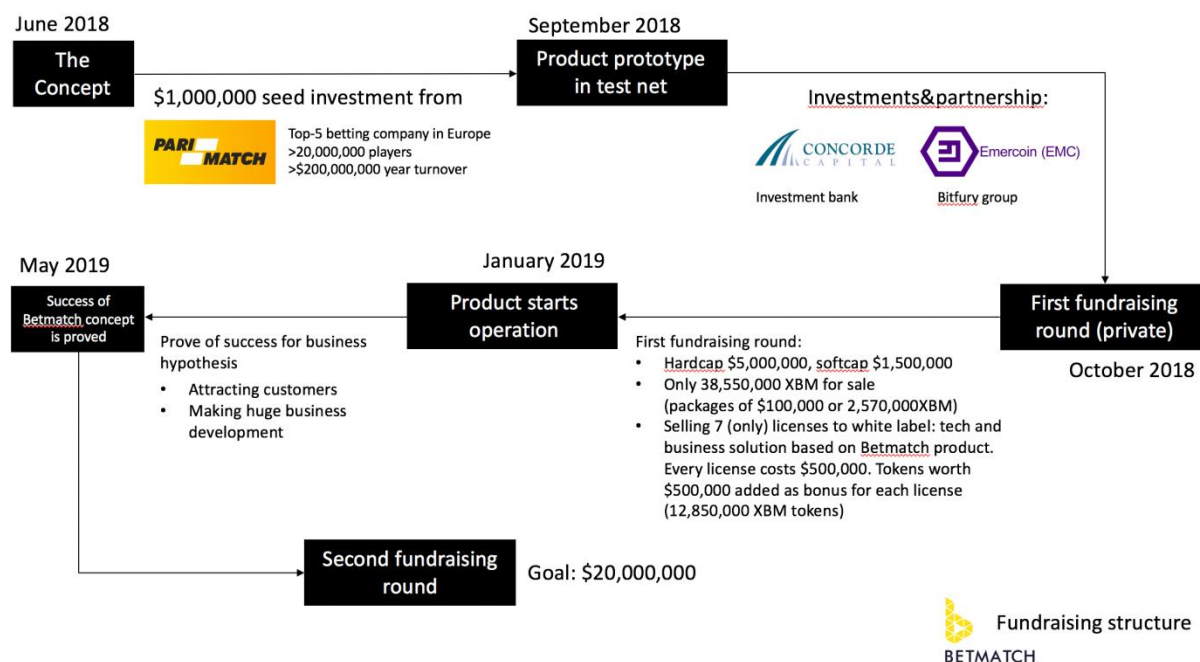 June 2018
The
Concept
$1,000,000 seed investment from
PARI
MATCH
Top-5 betting company in Europe
>20,000,000 players
>$200,000,000 year turnover
September 2018
Product prototype
in test net
Investments&partnership:
CONCORDE
CAPITAL
Investment bank
Emercoin (EMC)
Bitfury group
First fundraising
round (private)
October 2018
First fundraising round:
• Hardcap $5,000,000, softcap $1,500,000
• Only 38,550,000 XBM for sale
(packages of $100,000 or 2,570,000XBM)
• Selling 7 (only) licenses to white label: tech and
business solution based on Betmatch product.
Every license costs $500,000. Tokens worth
$500,000 added as bonus for each license
(12,850,000 XBM tokens)
January 2019
Product starts
operation
Prove of success for business
hypothesis
• Attracting customers
• Making huge business
development
May 2019
Success of
Betmatch concept
is proved
Second fundraising
round
Goal: $20,000,000
BETMATCH
Fundraising structure